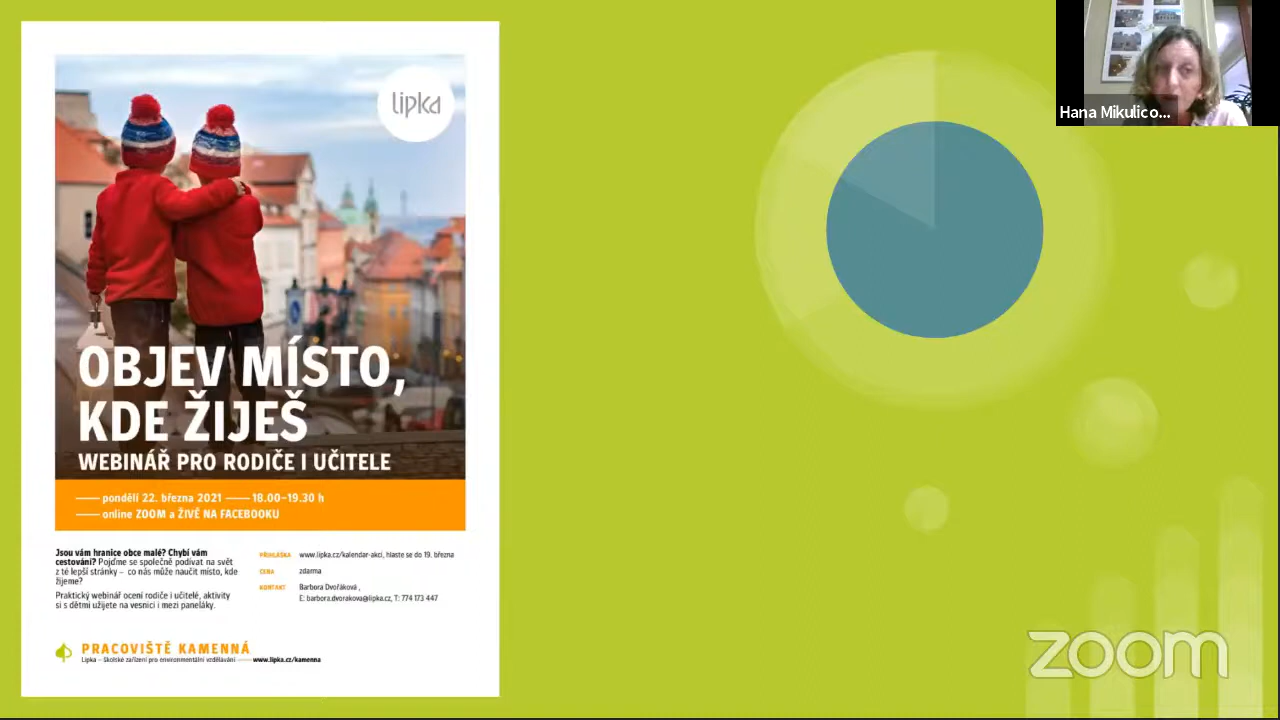 lipka
OBJEV MÍSTO,
KDE ŽIJEŠ
WEBINÁŘ PRO RODIČE I UČITELE
pondělí 22. března 2021 18.00–19.30 h
online ZOOM a ŽIVĚ NA FACEBOOKU
Jsou vám hranice obce malé? Chybí vám
cestování? Pojďme se společně podívat na svět
z té lepší stránky – co nás může naučit místo, kde
žijeme?
Praktický webinář ocení rodiče i učitelé, aktivity
si s dětmi užijete na vesnici i mezi paneláky.
PŘIHLÁŠKA www.lipka.cz/kalendar-akci, hlaste se do 19. března
CENA zdarma
KONTAKT Barbora Dvořáková ,
E: barbora.dvorakova@lipka.cz, T: 774 173 447
PRACOVIŠTĚ KAMENNÁ
Lipka – školské zařízení pro environmentální vzdělávání www.lipka.cz/kamenna
Hana Mikulico...
zoom